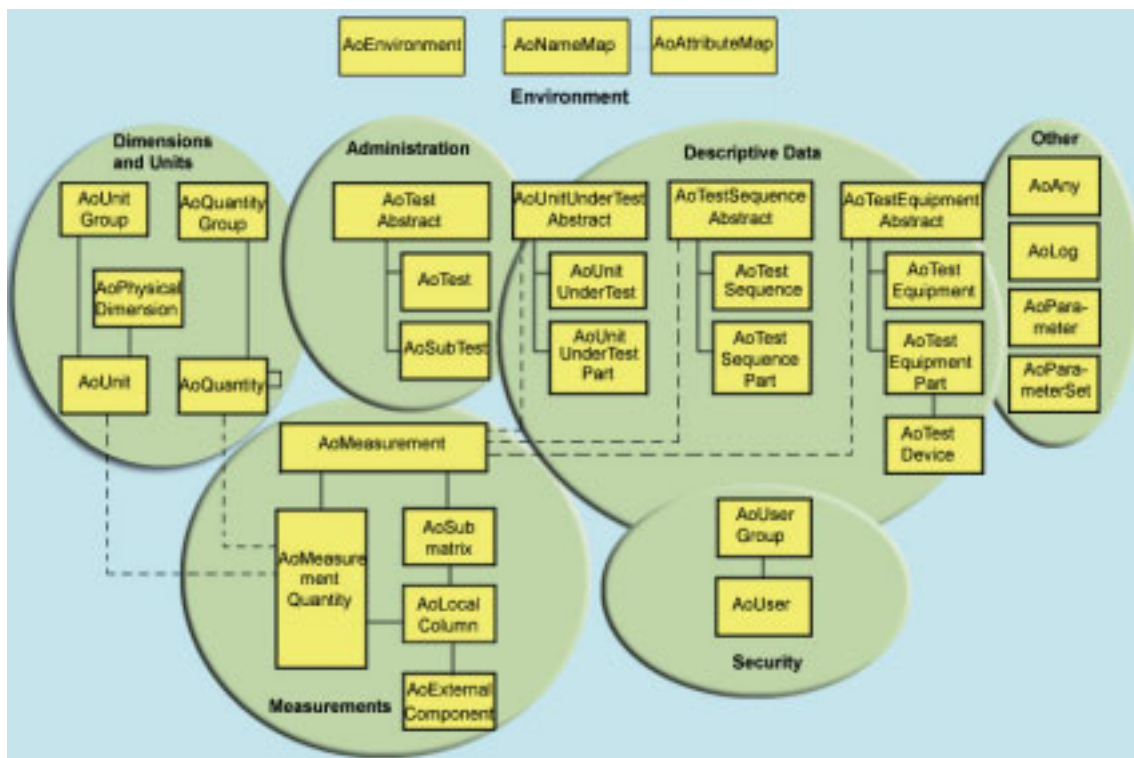 AoEnvironment
AoNameMap
AoAttributeMap
Environment
Dimensions
and Units
AoUnit
Group
AoQuantity
Group
AoPhysical
Dimension
AoUnit
AoQuantity
Administration
AoTest
Abstract
AoTest
AoSubTest
Descriptive Data
AoUnitUnderTest
Abstract
AoUnit
UnderTest
AoUnit
UnderTest
Part
AoTestSequence
Abstract
AoTest
Sequence
AoTest
Sequence
Part
AoTestEquipment
Abstract
AoTest
Equipment
AoTest
Equipment
Part
AoTest
Device
Other
AoAny
AoLog
AoPara-
meter
AoPara-
meterSet
AoMeasurement
AoMeasure
ment
Quantity
AoSub
matrix
AoLocal
Column
AoExternal
Component
Measurements
AoUser
Group
AoUser
Security